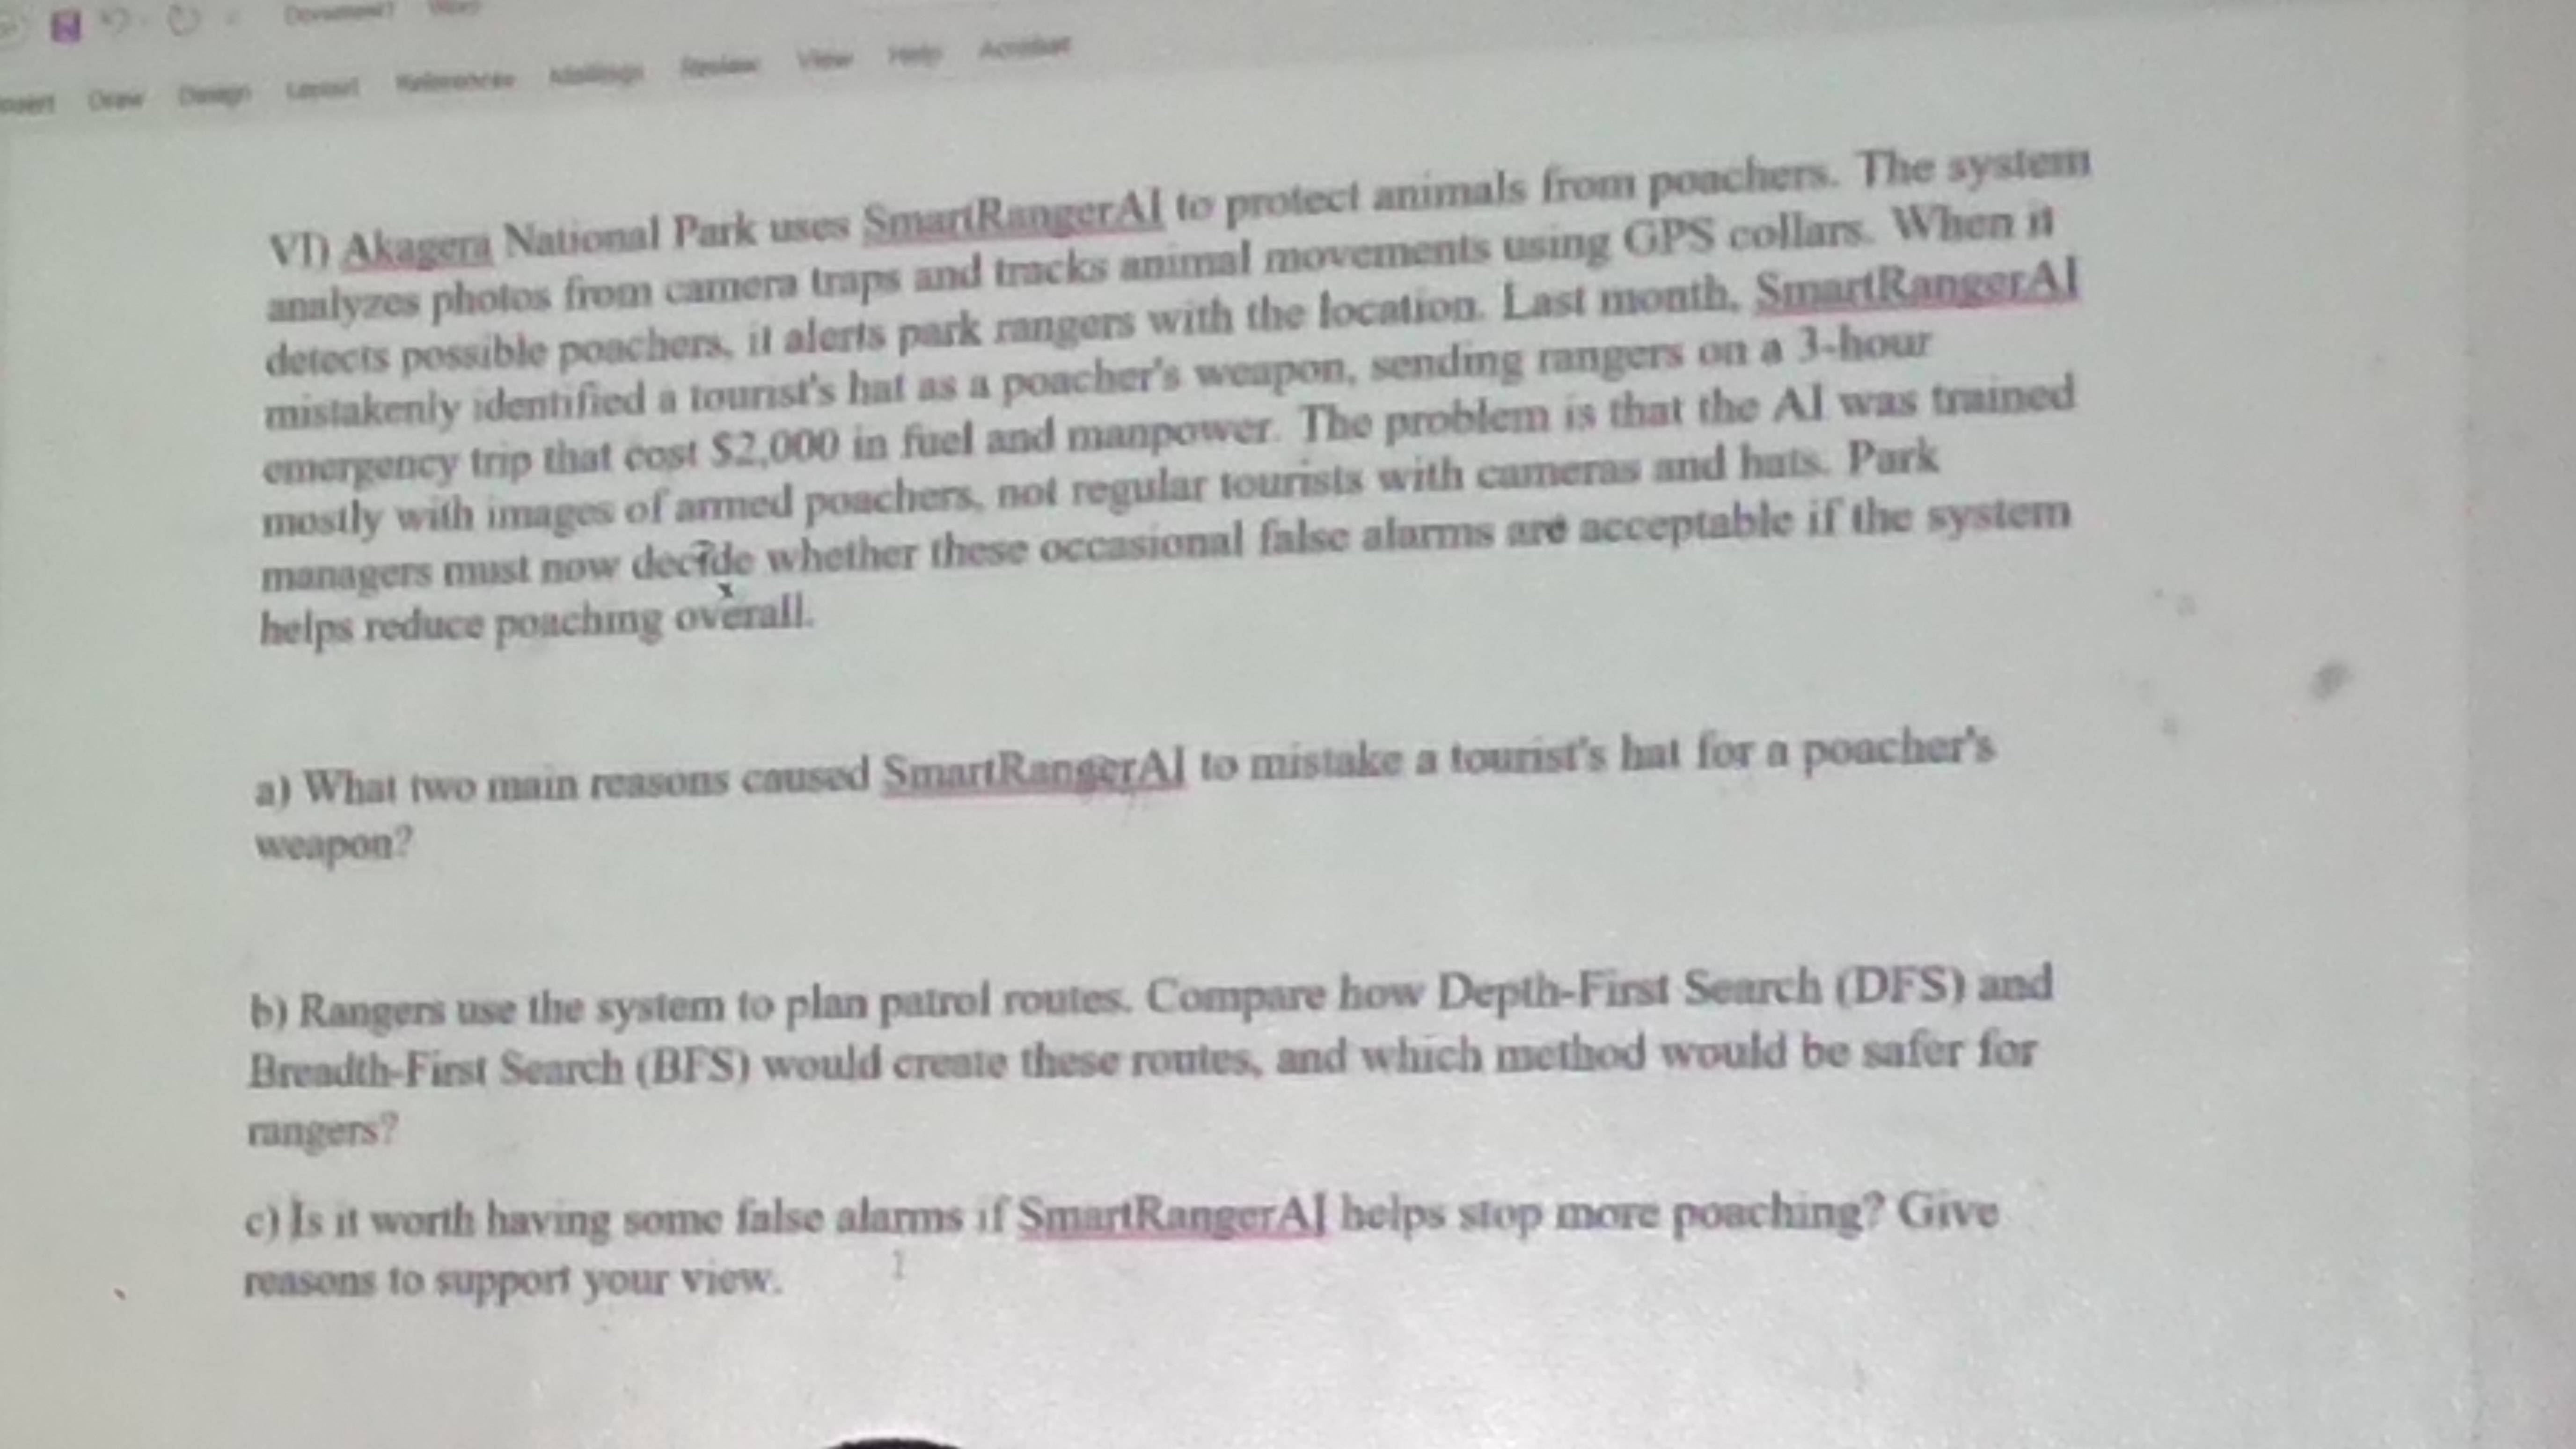 Document1 Word
Insert Draw Design Layout References Mailings Review View Help Acrobat
VI) Akagera National Park uses SmartRangerAI to protect animals from poachers. The system
analyzes photos from camera traps and tracks animal movements using GPS collars. When it
detects possible poachers, it alerts park rangers with the location. Last month, SmartRangerAI
mistakenly identified a tourist's hat as a poacher's weapon, sending rangers on a 3-hour
emergency trip that cost $2,000 in fuel and manpower. The problem is that the AI was trained
mostly with images of armed poachers, not regular tourists with cameras and hats. Park
managers must now decide whether these occasional false alarms are acceptable if the system
helps reduce poaching overall.
a) What two main reasons caused SmartRangerAI to mistake a tourist's hat for a poacher's
weapon?
b) Rangers use the system to plan patrol routes. Compare how Depth-First Search (DFS) and
Breadth-First Search (BFS) would create these routes, and which method would be safer for
rangers?
c) Is it worth having some false alarms if SmartRangerAI helps stop more poaching? Give
reasons to support your view.